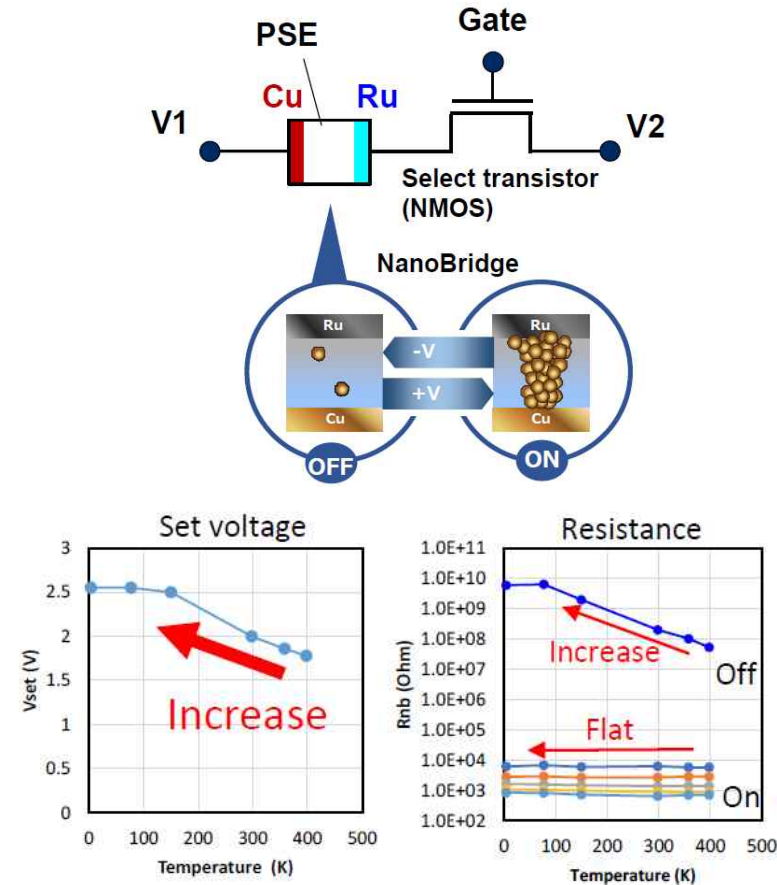 Gate
PSE
Cu
Ru
V1
V2
Select transistor
(NMOS)
NanoBridge
Ru
Ru
-V
+V
Cu
Cu
OFF
ON
Set voltage
3
2.5
2
1.5
1
0.5
0
Vset (V)
Increase
0 100 200 300 400 500
Temperature (K)
Resistance
1.0E+11
1.0E+10
1.0E+09
1.0E+08
1.0E+07
1.0E+06
1.0E+05
1.0E+04
1.0E+03
1.0E+02
Rnb (Ohm)
Increase
Off
Flat
On
0 100 200 300 400 500
Temperature (K)